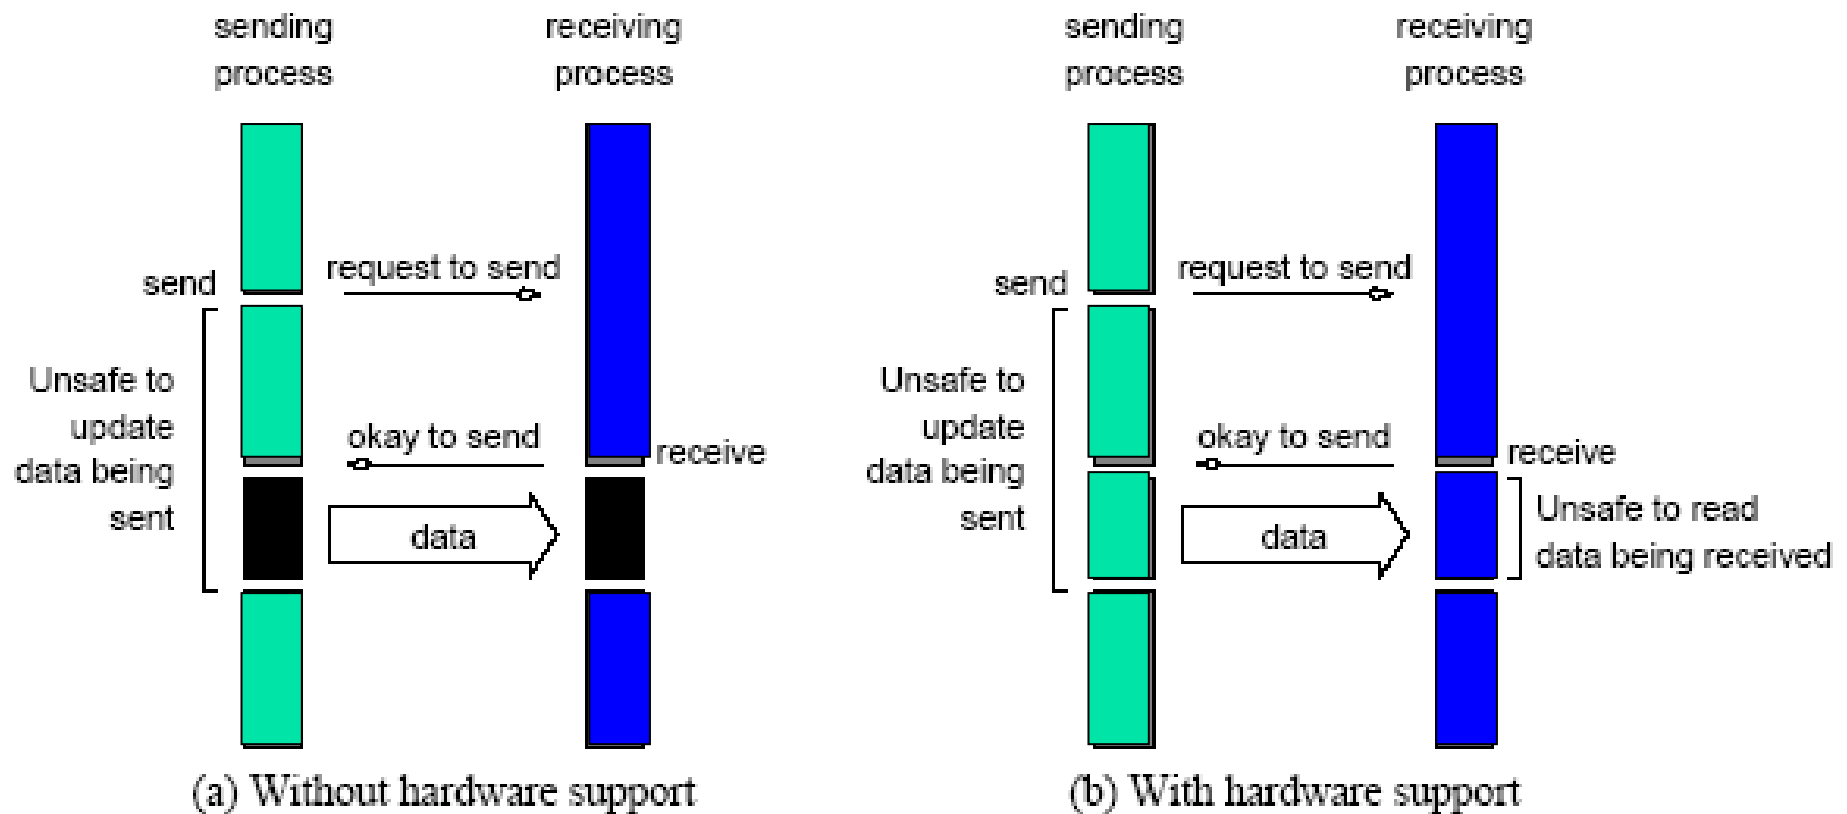 sending
process
receiving
process
send
request to send
Unsafe to
update
data being
sent
okay to send
receive
data
(a) Without hardware support
sending
process
receiving
process
send
request to send
Unsafe to
update
data being
sent
okay to send
receive
data
Unsafe to read
data being received
(b) With hardware support